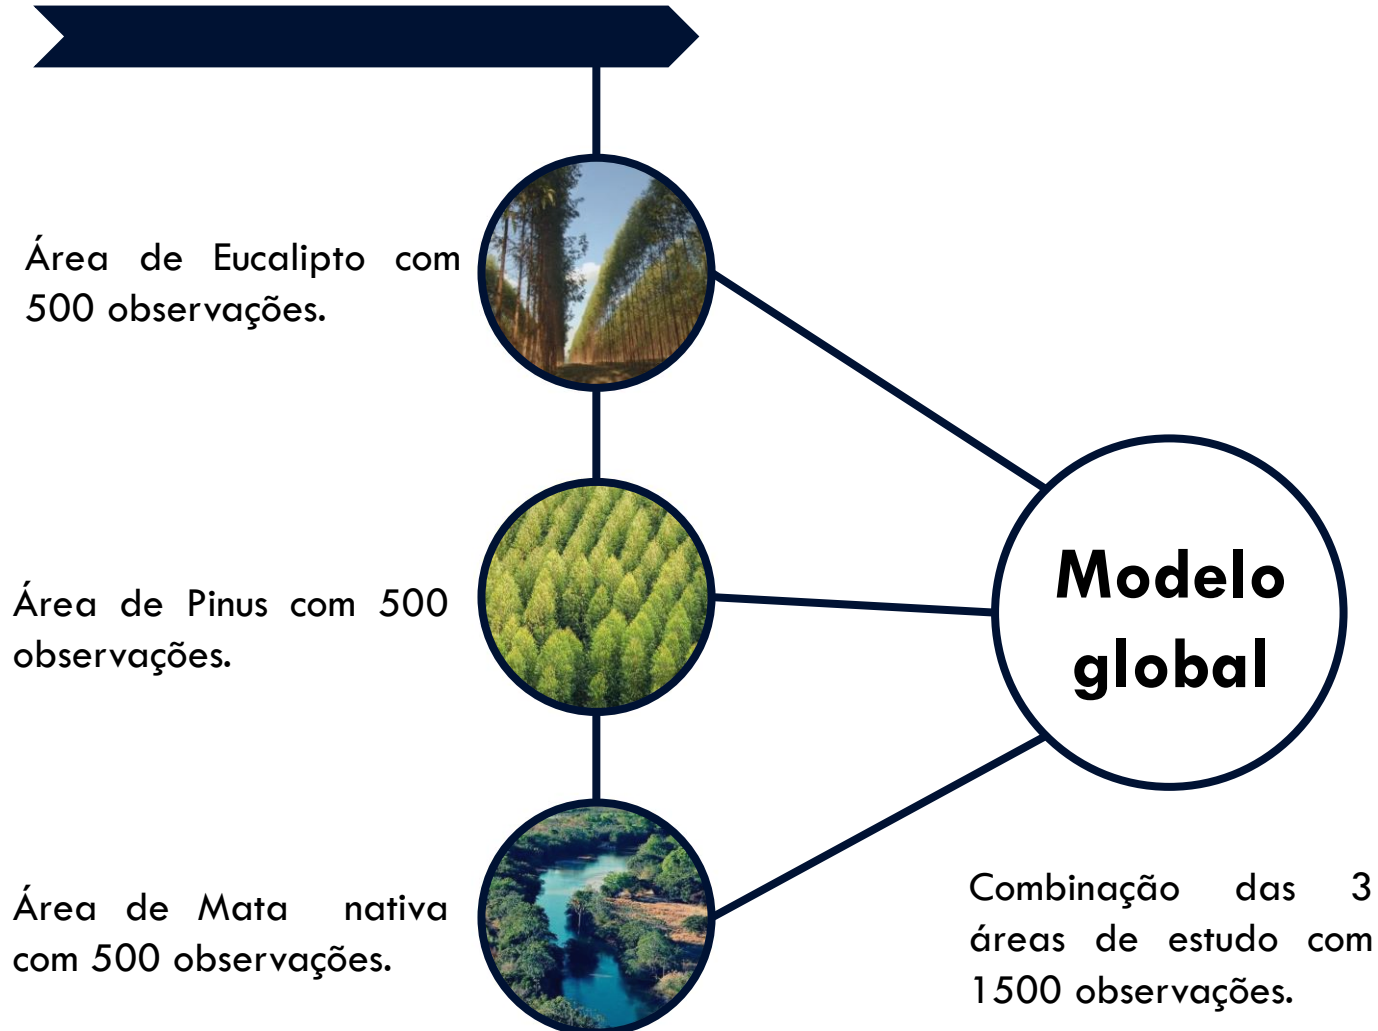 Área de Eucalipto com
500 observações.
Área de Pinus com 500
observações.
Área de Mata nativa
com 500 observações.
Modelo
global
Combinação das 3
áreas de estudo com
1500 observações.